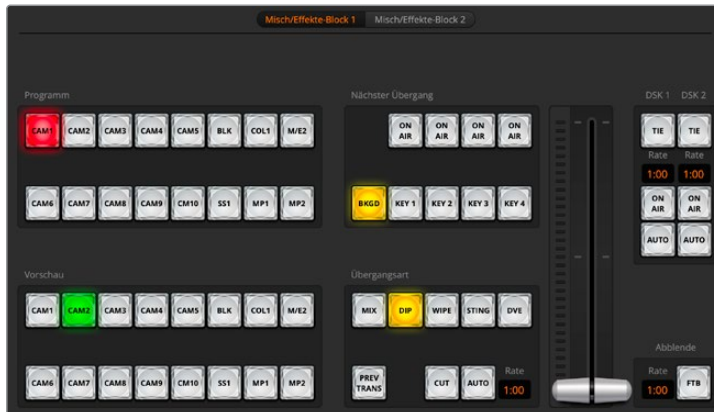 Misch/Effekte-Block 1 Misch/Effekte-Block 2
Programm
CAM1 CAM2 CAM3 CAM4 CAM5 BLK COL1 M/E2
CAM6 CAM7 CAM8 CAM9 CM10 SS1 MP1 MP2
Nächster Übergang
ON AIR ON AIR ON AIR ON AIR
BKGD KEY 1 KEY 2 KEY 3 KEY 4
DSK 1 DSK 2
TIE TIE
Rate Rate
1:00 1:00
ON AIR ON AIR
AUTO AUTO
Vorschau
CAM1 CAM2 CAM3 CAM4 CAM5 BLK COL1 M/E2
CAM6 CAM7 CAM8 CAM9 CM10 SS1 MP1 MP2
Übergangsart
MIX DIP WIPE STING DVE
PREV TRANS CUT AUTO Rate 1:00
Abblende
Rate
1:00 FTB